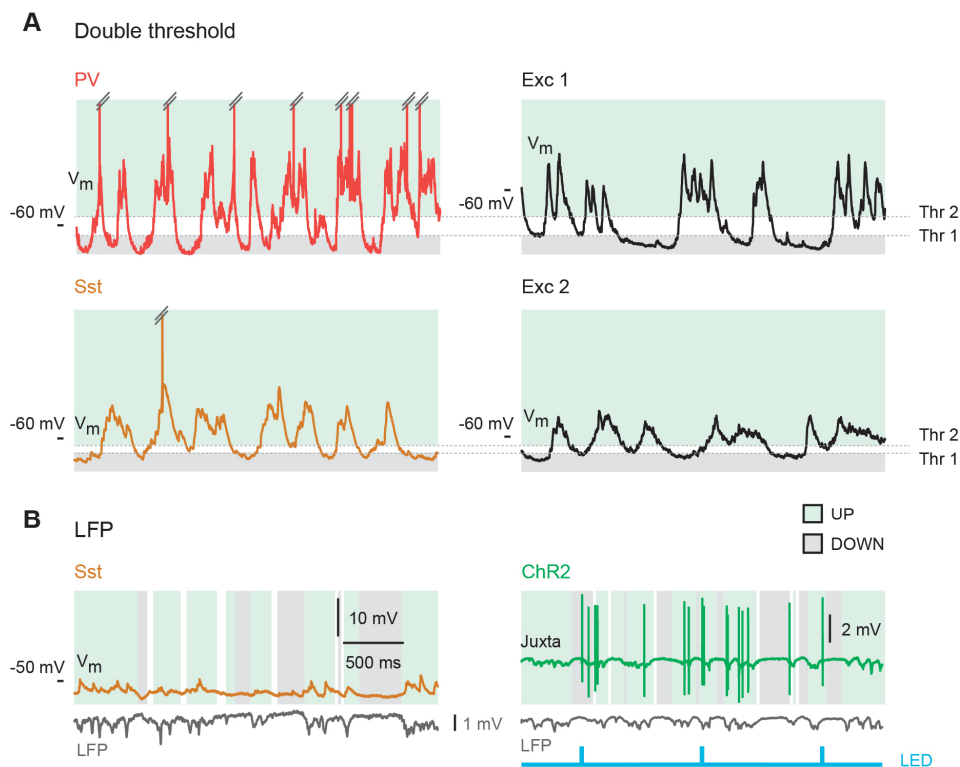 A
Double threshold
PV
Exc 1
Vm
-60 mV
Vm
-60 mV
Thr 2
Thr 1
Sst
Exc 2
Vm
-60 mV
Vm
-60 mV
Thr 2
Thr 1
B
LFP
UP
DOWN
Sst
ChR2
10 mV
500 ms
Vm
-50 mV
LFP
1 mV
Juxta
2 mV
LFP
LED